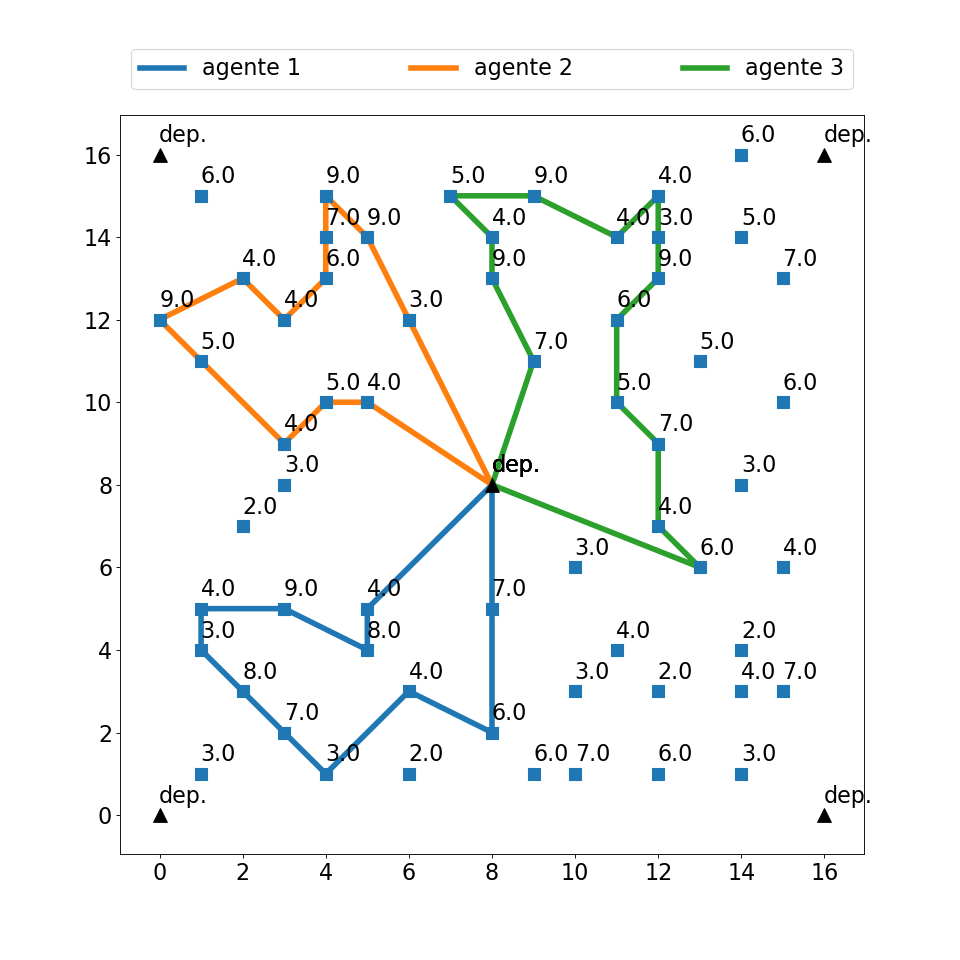 agente 1 agente 2 agente 3
dep. 6.0 dep.
16
6.0 9.0 5.0 9.0 4.0
7.0 9.0 4.0 4.0 3.0 5.0
14
4.0 6.0 9.0 9.0 7.0
9.0 4.0 3.0 6.0
12
5.0 7.0 5.0
5.0 4.0 5.0 6.0
10
4.0 7.0
3.0 dep. 3.0
8
2.0 4.0
3.0 6.0 4.0
6
4.0 9.0 4.0 7.0
3.0 8.0 4.0 2.0
4
8.0 4.0 3.0 2.0 4.0 7.0
7.0 6.0
2
3.0 3.0 2.0 6.0 7.0 6.0 3.0
dep. dep.
0
0 2 4 6 8 10 12 14 16